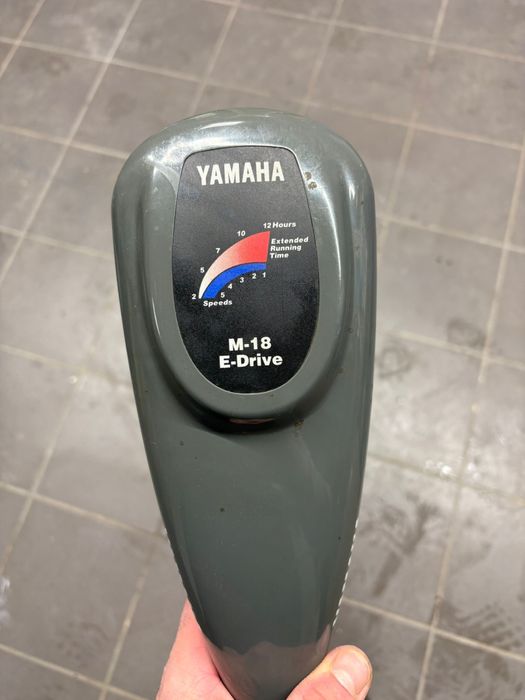 YAMAHA
12 Hours
10
7
5
2
Extended
Running
Time
5 4 3 2 1
Speeds
M-18
E-Drive